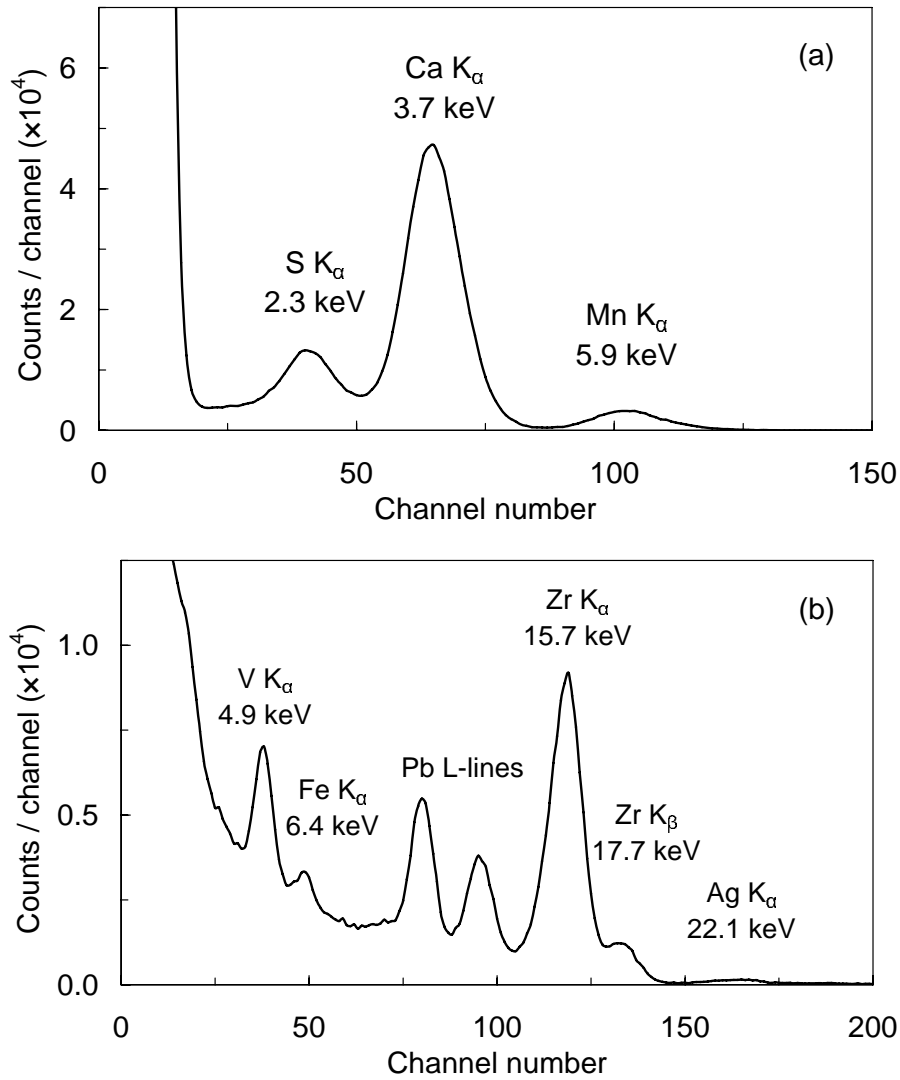 (a)
Counts / channel (×10⁴)
6
4
2
0
Ca Kα
3.7 keV
S Kα
2.3 keV
Mn Kα
5.9 keV
0 50 100 150
Channel number
(b)
Counts / channel (×10⁴)
1.0
0.5
0.0
Zr Kα
15.7 keV
V Kα
4.9 keV
Pb L-lines
Fe Kα
6.4 keV
Zr Kβ
17.7 keV
Ag Kα
22.1 keV
0 50 100 150 200
Channel number